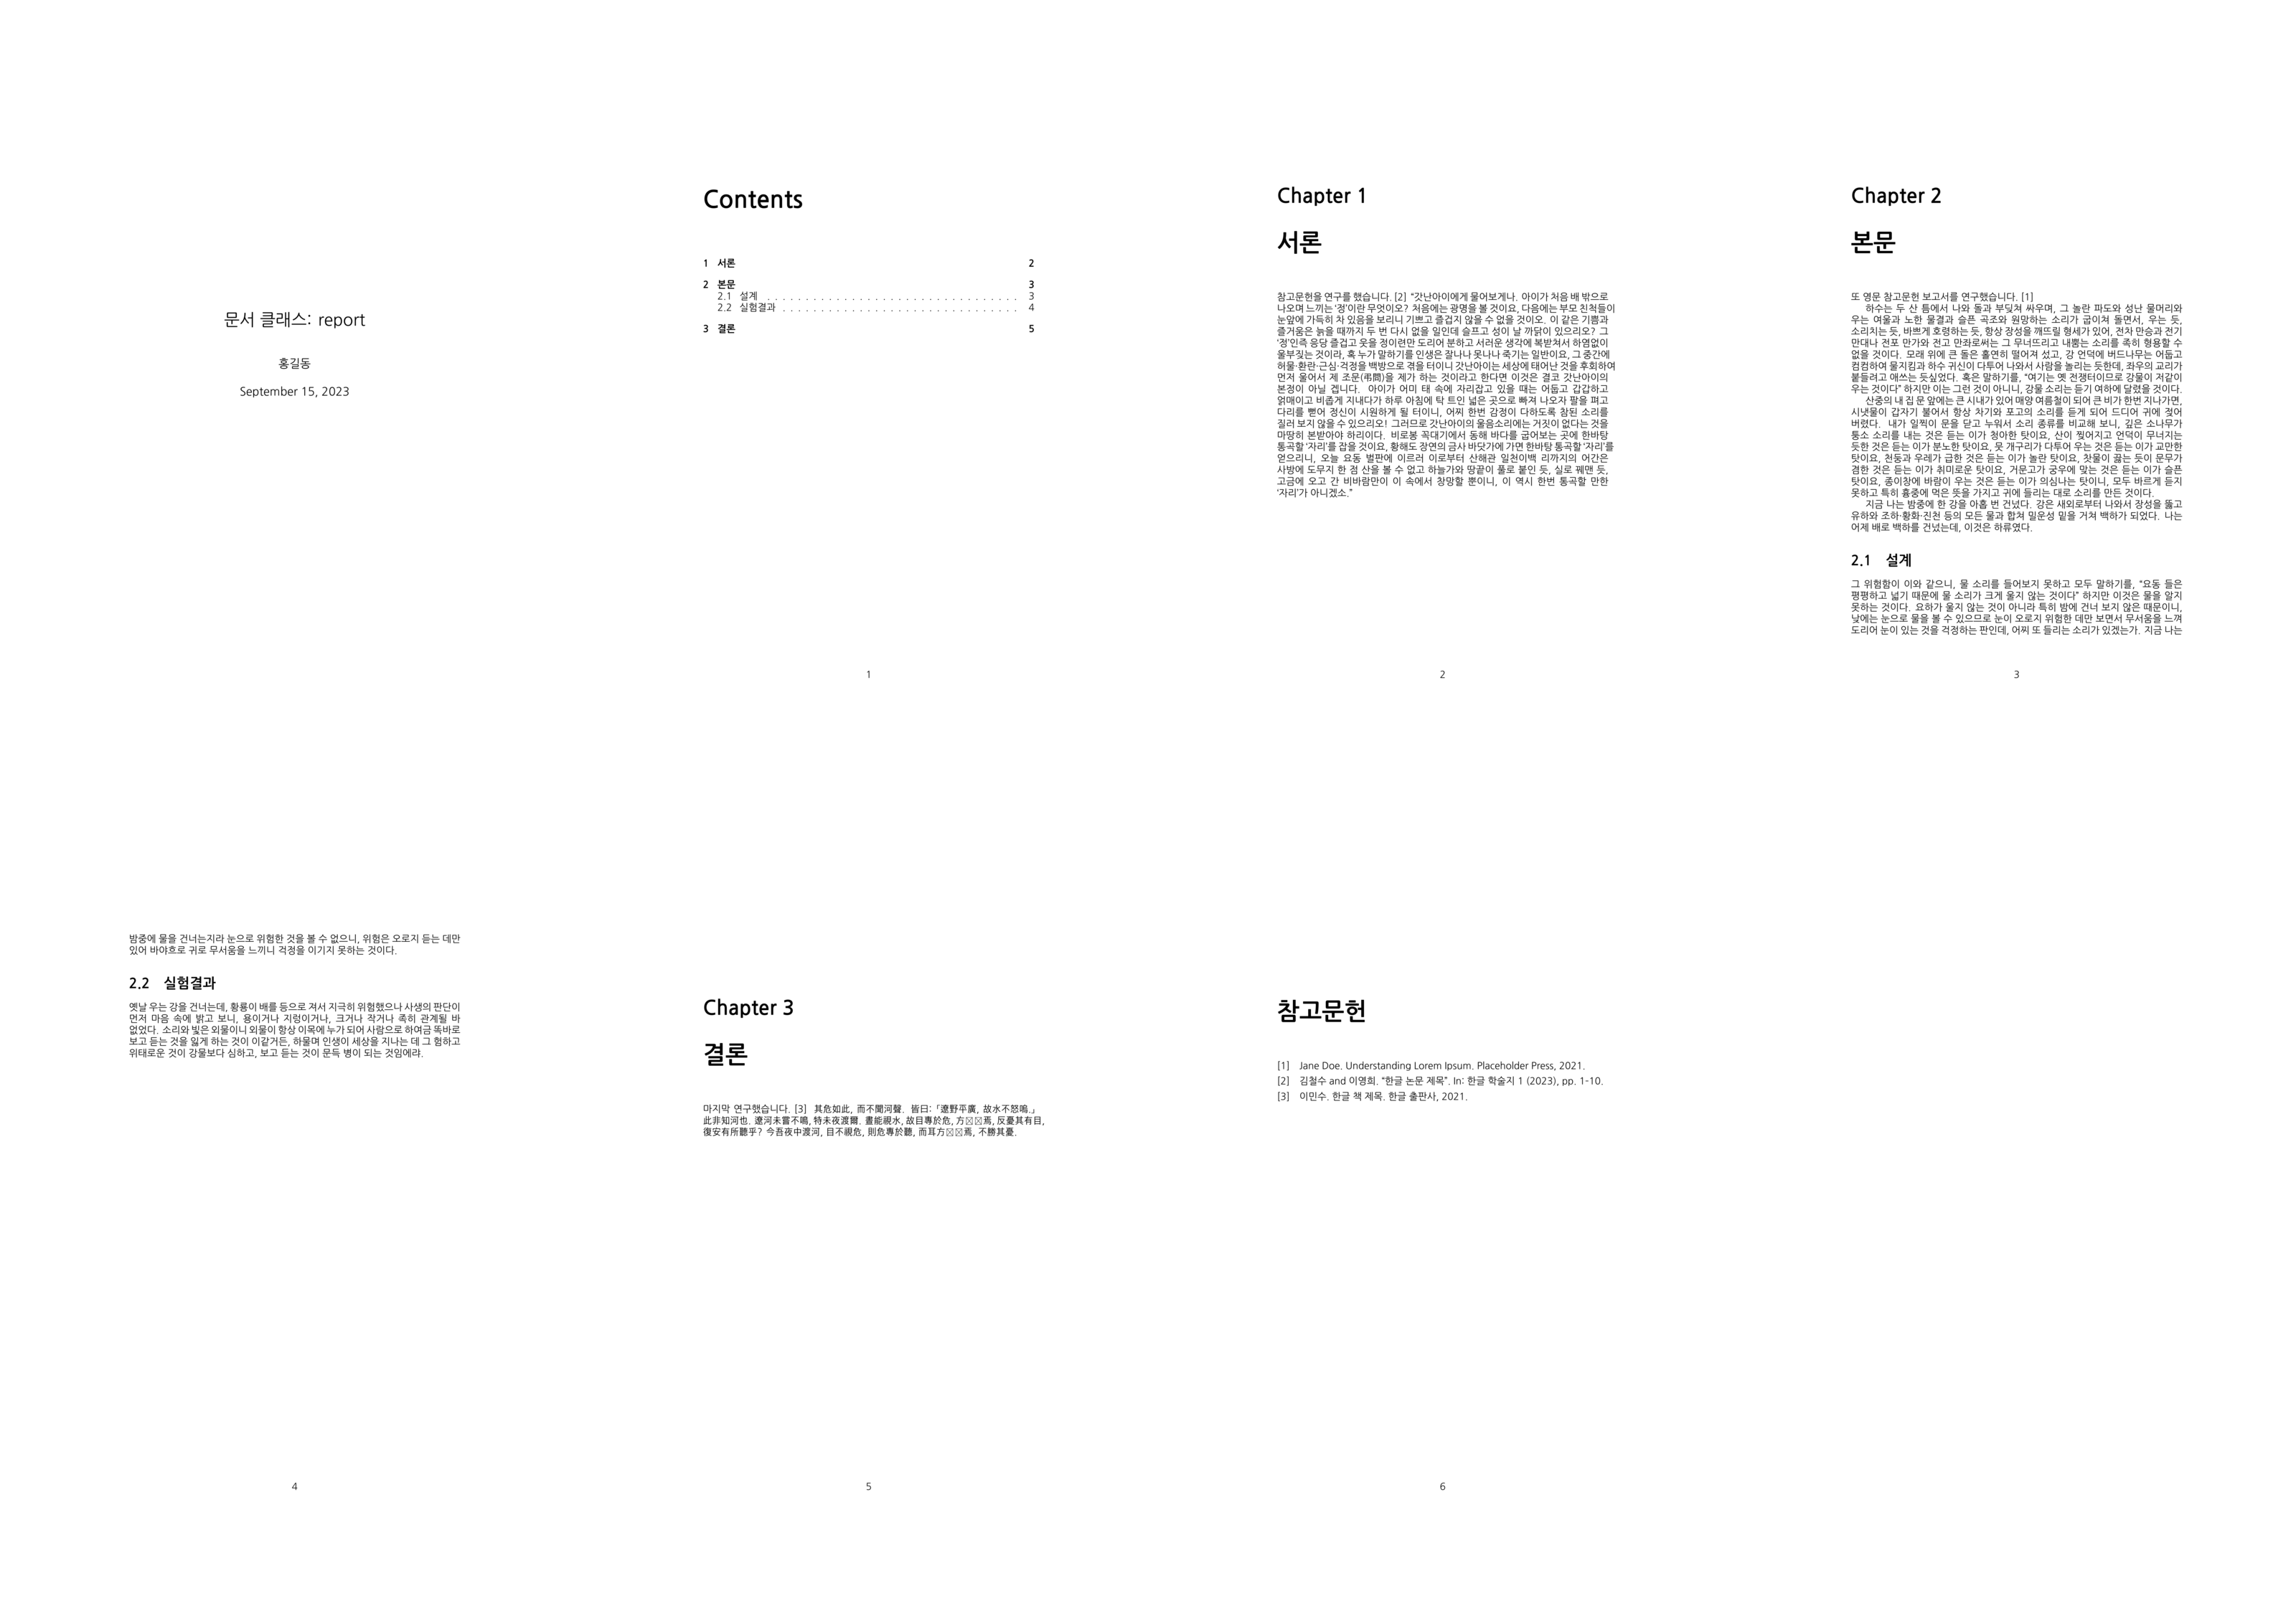 문서 클래스: report
홍길동
September 15, 2023
Contents
1 서론 2
2 본문 3
2.1 설계 . . . . . . . . . . . . . . . . . . . . . . . . . . . . . . . . . 3
2.2 실험결과 . . . . . . . . . . . . . . . . . . . . . . . . . . . . . . . 4
3 결론 5
1
Chapter 1
서론
참고문헌을 연구를 했습니다. [2] “갓난아이에게 물어보게나. 아이가 처음 배 밖으로
나오며 느끼는 ‘정’이란 무엇이오? 처음에는 광명을 볼 것이요, 다음에는 부모 친척들이
눈앞에 가득히 차 있음을 보리니 기쁘고 즐겁지 않을 수 없을 것이오. 이 같은 기쁨과
즐거움은 늙을 때까지 두 번 다시 없을 일인데 슬프고 성이 날 까닭이 있으리오? 그
‘정’인즉 응당 즐겁고 웃을 정이련만 도리어 분하고 서러운 생각에 복받쳐서 하염없이
울부짖는 것이라, 혹 누가 말하기를 인생은 잘나나 못나나 죽기는 일반이요, 그 중간에
허물·환란·근심·걱정을 백방으로 겪을 터이니 갓난아이는 세상에 태어난 것을 후회하여
먼저 울어서 제 조문(弔問)을 제가 하는 것이라고 한다면 이것은 결코 갓난아이의
본정이 아닐 겝니다. 아이가 어미 태 속에 자리잡고 있을 때는 어둡고 갑갑하고
얽매이고 비좁게 지내다가 하루 아침에 탁 트인 넓은 곳으로 빠져 나오자 팔을 펴고
다리를 뻗어 정신이 시원하게 될 터이니, 어찌 한번 감정이 다하도록 참된 소리를
질러 보지 않을 수 있으리오! 그러므로 갓난아이의 울음소리에는 거짓이 없다는 것을
마땅히 본받아야 하리이다. 비로봉 꼭대기에서 동해 바다를 굽어보는 곳에 한바탕
통곡할 ‘자리’를 잡을 것이요, 황해도 장연의 금사 바닷가에 가면 한바탕 통곡할 ‘자리’를
얻으리니, 오늘 요동 벌판에 이르러 이로부터 산해관 일천이백 리까지의 어간은
사방에 도무지 한 점 산을 볼 수 없고 하늘가와 땅끝이 풀로 붙인 듯, 실로 꿰맨 듯,
고금에 오고 간 비바람만이 이 속에서 창망할 뿐이니, 이 역시 한번 통곡할 만한
‘자리’가 아니겠소.”
2
Chapter 2
본문
또 영문 참고문헌 보고서를 연구했습니다. [1]
하수는 두 산 틈에서 나와 돌과 부딪쳐 싸우며, 그 놀란 파도와 성난 물머리와
우는 여울과 노한 물결과 슬픈 곡조와 원망하는 소리가 굽이쳐 돌면서, 우는 듯,
소리치는 듯, 바쁘게 호령하는 듯, 항상 장성을 깨뜨릴 형세가 있어, 전차 만승과 전기
만대나 전포 만가와 전고 만좌로써는 그 무너뜨리고 내뿜는 소리를 족히 형용할 수
없을 것이다. 모래 위에 큰 돌은 홀연히 떨어져 섰고, 강 언덕에 버드나무는 어둡고
컴컴하여 물지킴과 하수 귀신이 다투어 나와서 사람을 놀리는 듯한데, 좌우의 교리가
붙들려고 애쓰는 듯싶었다. 혹은 말하기를, “여기는 옛 전쟁터이므로 강물이 저같이
우는 것이다” 하지만 이는 그런 것이 아니니, 강물 소리는 듣기 여하에 달렸을 것이다.
산중의 내 집 문 앞에는 큰 시내가 있어 매양 여름철이 되어 큰 비가 한번 지나가면,
시냇물이 갑자기 불어서 항상 차기와 포고의 소리를 듣게 되어 드디어 귀에 젖어
버렸다. 내가 일찍이 문을 닫고 누워서 소리 종류를 비교해 보니, 깊은 소나무가
퉁소 소리를 내는 것은 듣는 이가 청아한 탓이요, 산이 찢어지고 언덕이 무너지는
듯한 것은 듣는 이가 분노한 탓이요, 뭇 개구리가 다투어 우는 것은 듣는 이가 교만한
탓이요, 천둥과 우레가 급한 것은 듣는 이가 놀란 탓이요, 찻물이 끓는 듯이 문무가
겸한 것은 듣는 이가 취미로운 탓이요, 거문고가 궁우에 맞는 것은 듣는 이가 슬픈
탓이요, 종이창에 바람이 우는 것은 듣는 이가 의심나는 탓이니, 모두 바르게 듣지
못하고 특히 흉중에 먹은 뜻을 가지고 귀에 들리는 대로 소리를 만든 것이다.
지금 나는 밤중에 한 강을 아홉 번 건넜다. 강은 새외로부터 나와서 장성을 뚫고
유하와 조하·황화·진천 등의 모든 물과 합쳐 밀운성 밑을 거쳐 백하가 되었다. 나는
어제 배로 백하를 건넜는데, 이것은 하류였다.
2.1 설계
그 위험함이 이와 같으니, 물 소리를 들어보지 못하고 모두 말하기를, “요동 들은
평평하고 넓기 때문에 물 소리가 크게 울지 않는 것이다” 하지만 이것은 물을 알지
못하는 것이다. 요하가 울지 않는 것이 아니라 특히 밤에 건너 보지 않은 때문이니,
낮에는 눈으로 물을 볼 수 있으므로 눈이 오로지 위험한 데만 보면서 무서움을 느껴
도리어 눈이 있는 것을 걱정하는 판인데, 어찌 또 들리는 소리가 있겠는가. 지금 나는
3
밤중에 물을 건너는지라 눈으로 위험한 것을 볼 수 없으니, 위험은 오로지 듣는 데만
있어 바야흐로 귀로 무서움을 느끼니 걱정을 이기지 못하는 것이다.
2.2 실험결과
옛날 우는 강을 건너는데, 황룡이 배를 등으로 져서 지극히 위험했으나 사생의 판단이
먼저 마음 속에 밝고 보니, 용이거나 지렁이거나, 크거나 작거나 족히 관계될 바
없었다. 소리와 빛은 외물이니 외물이 항상 이목에 누가 되어 사람으로 하여금 똑바로
보고 듣는 것을 잃게 하는 것이 이같거든, 하물며 인생이 세상을 지나는 데 그 험하고
위태로운 것이 강물보다 심하고, 보고 듣는 것이 문득 병이 되는 것임에랴.
4
Chapter 3
결론
마지막 연구했습니다. [3] 其危如此, 而不聞河聲. 皆曰:「遼野平廣, 故水不怒鳴.」
此非知河也. 遼河未嘗不鳴, 特未夜渡爾. 晝能視水, 故目專於危, 方☒☒焉, 反憂其有目,
復安有所聽乎? 今吾夜中渡河, 目不視危, 則危專於聽, 而耳方☒☒焉, 不勝其憂.
5
참고문헌
[1] Jane Doe. Understanding Lorem Ipsum. Placeholder Press, 2021.
[2] 김철수 and 이영희. “한글 논문 제목”. In: 한글 학술지 1 (2023), pp. 1-10.
[3] 이민수. 한글 책 제목. 한글 출판사, 2021.
6